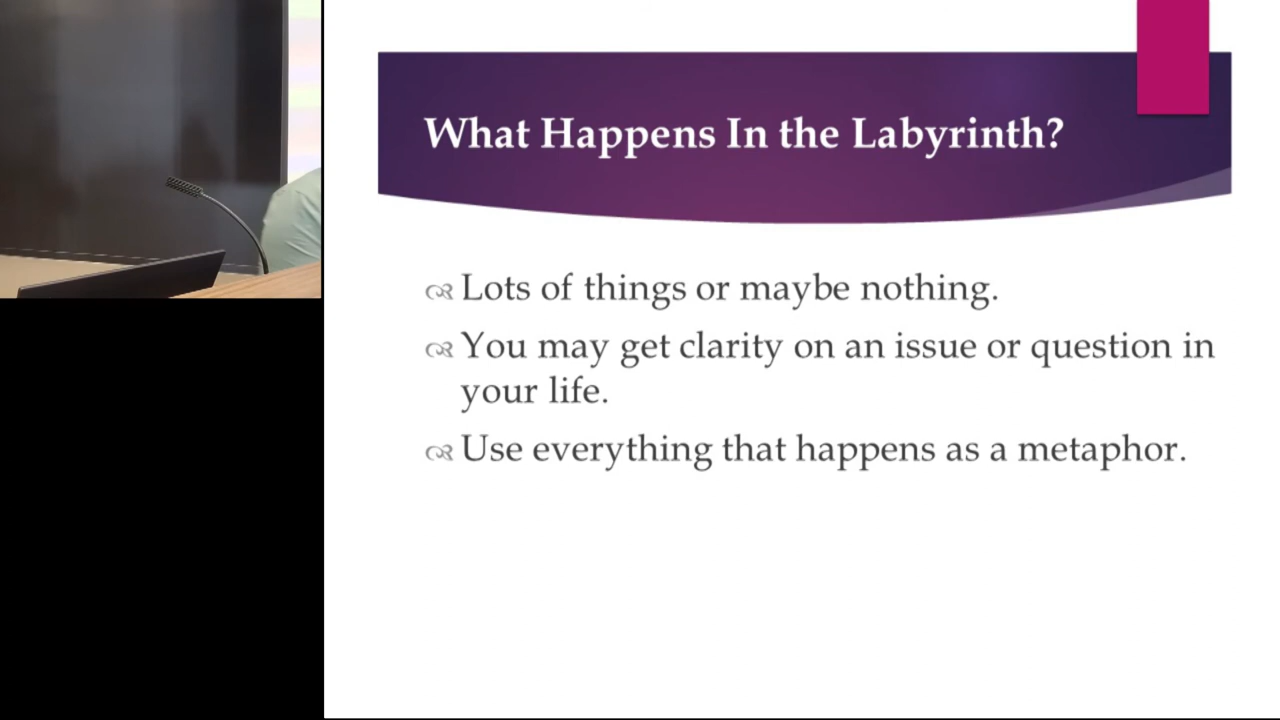 What Happens In the Labyrinth?
Lots of things or maybe nothing.
You may get clarity on an issue or question in
your life.
Use everything that happens as a metaphor.